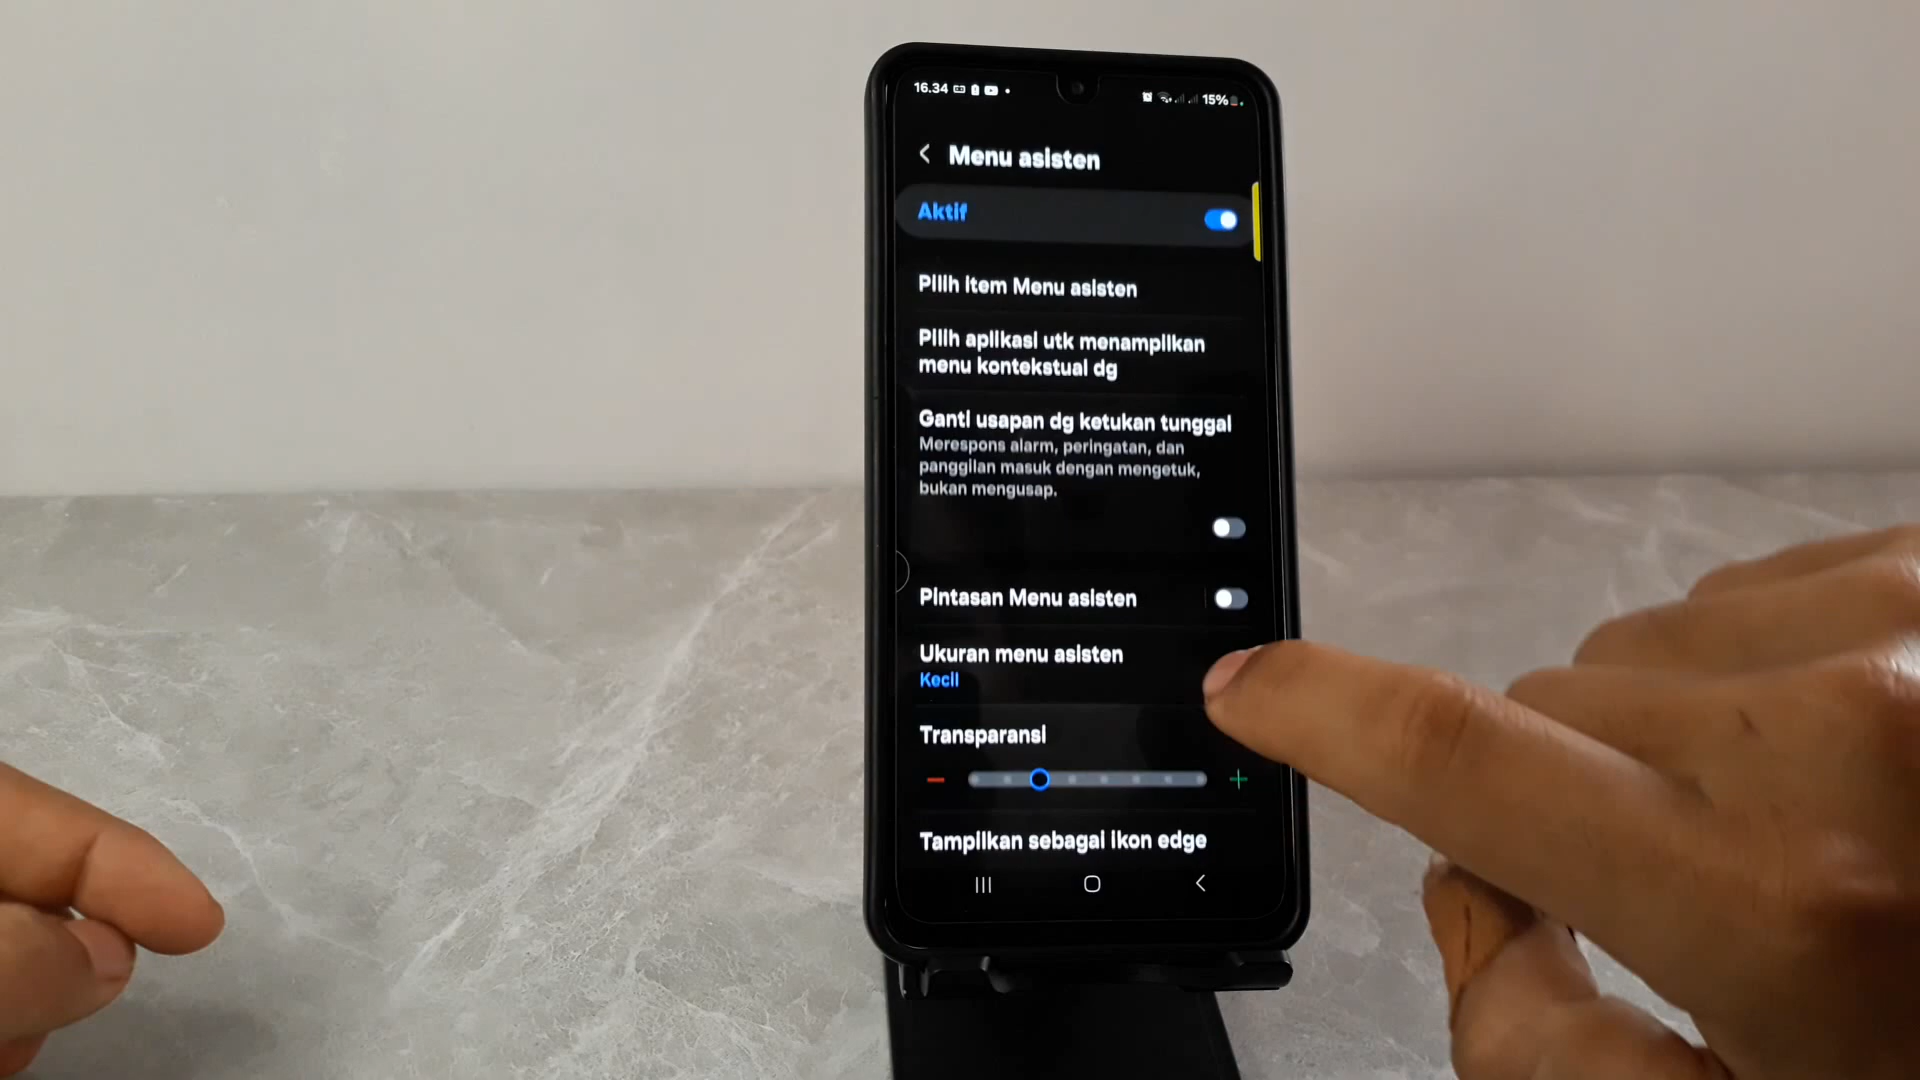 16.34
15%
Menu asisten
Aktif
Pilih item Menu asisten
Pilih aplikasi utk menampilkan
menu kontekstual dg
Ganti usapan dg ketukan tunggal
Merespons alarm, peringatan, dan
panggilan masuk dengan mengetuk,
bukan mengusap.
Pintasan Menu asisten
Ukuran menu asisten
Kecil
Transparansi
Tampilkan sebagai ikon edge